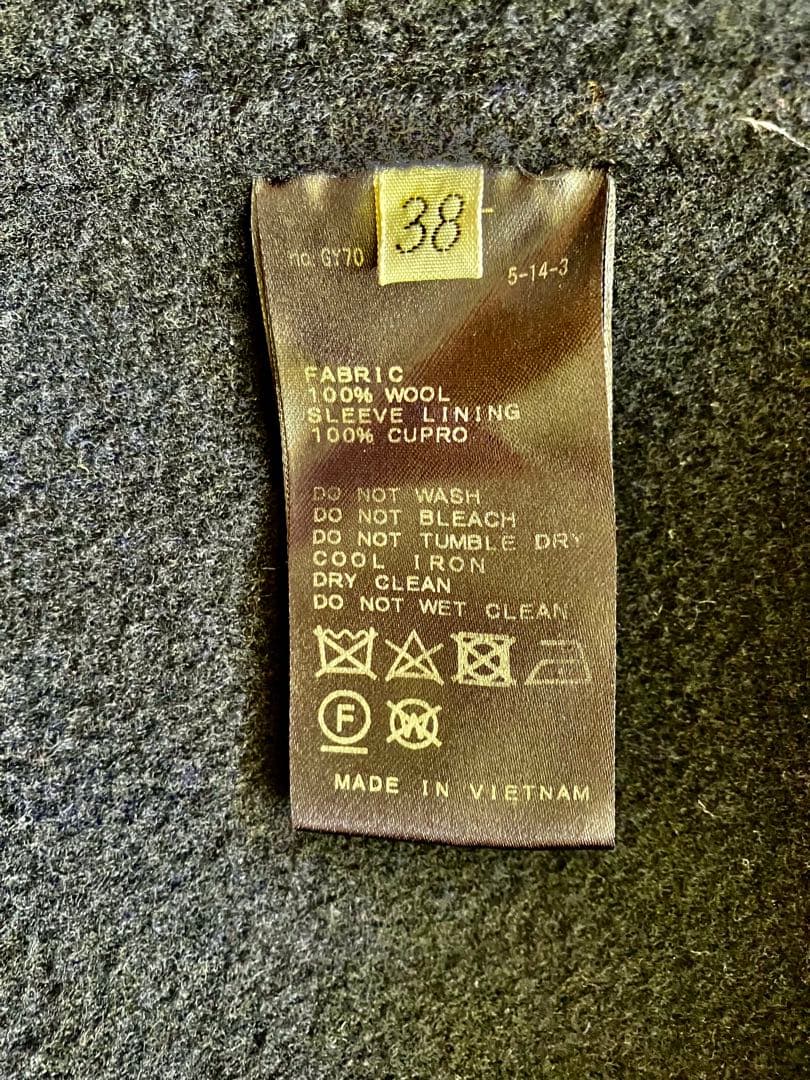 38
no. GY70
5-14-3
FABRIC
100% WOOL
SLEEVE LINING
100% CUPRO
DO NOT WASH
DO NOT BLEACH
DO NOT TUMBLE DRY
COOL IRON
DRY CLEAN
DO NOT WET CLEAN
F W
MADE IN VIETNAM